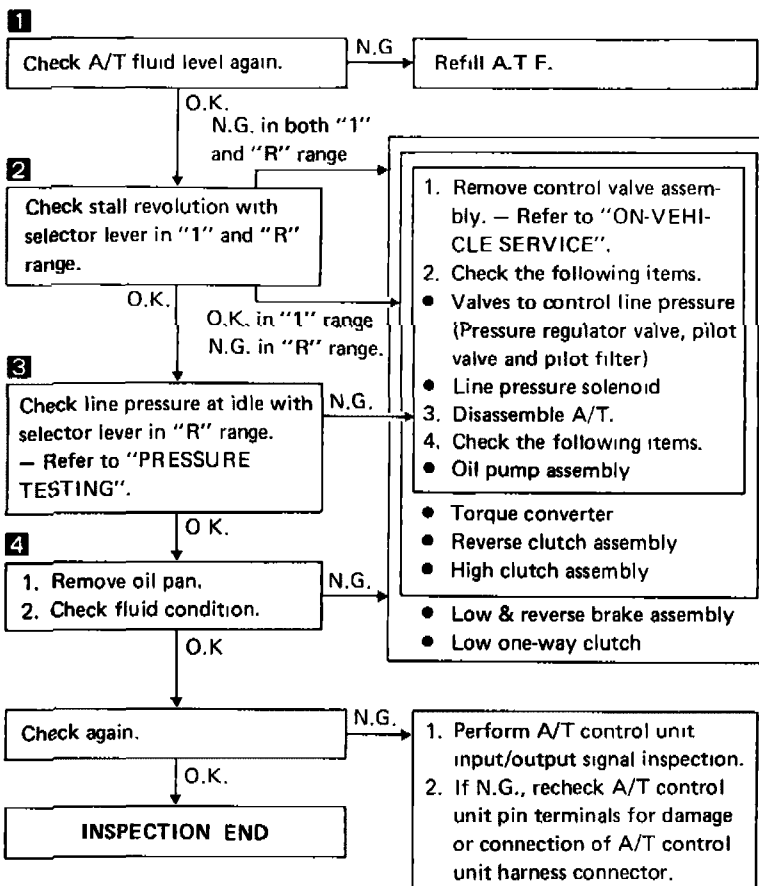 1
Check A/T fluid level again.
N.G
Refill A.T F.
O.K.
N.G. in both "1"
and "R" range
2
Check stall revolution with
selector lever in "1" and "R"
range.
O.K.
O.K. in "1" range
N.G. in "R" range.
1. Remove control valve assem-
bly. — Refer to "ON-VEHI-
CLE SERVICE".
2. Check the following items.
● Valves to control line pressure
(Pressure regulator valve, pilot
valve and pilot filter)
● Line pressure solenoid
3. Disassemble A/T.
4. Check the following items.
● Oil pump assembly
● Torque converter
● Reverse clutch assembly
● High clutch assembly
● Low & reverse brake assembly
● Low one-way clutch
3
Check line pressure at idle with
selector lever in "R" range.
— Refer to "PRESSURE
TESTING".
N.G.
O K.
4
1. Remove oil pan.
2. Check fluid condition.
N.G.
O.K
Check again.
N.G.
1. Perform A/T control unit
input/output signal inspection.
2. If N.G., recheck A/T control
unit pin terminals for damage
or connection of A/T control
unit harness connector.
O.K.
INSPECTION END